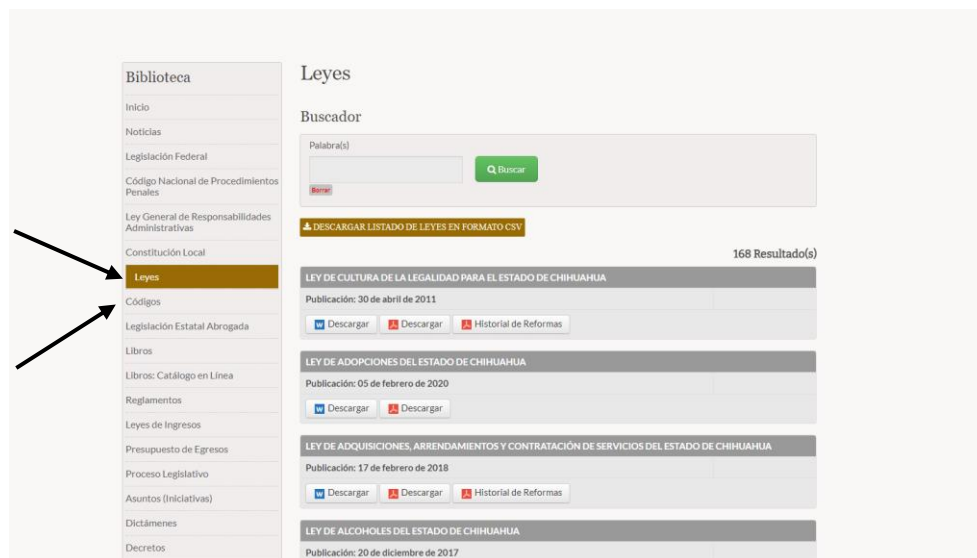 Biblioteca
Inicio
Noticias
Legislación Federal
Código Nacional de Procedimientos
Penales
Ley General de Responsabilidades
Administrativas
Constitución Local
Leyes
Códigos
Legislación Estatal Abrogada
Libros
Libros: Catálogo en Línea
Reglamentos
Leyes de Ingresos
Presupuesto de Egresos
Proceso Legislativo
Asuntos (Iniciativas)
Dictámenes
Decretos
Leyes
Buscador
Palabra(s)
Buscar
Borrar
DESCARGAR LISTADO DE LEYES EN FORMATO CSV
168 Resultado(s)
LEY DE CULTURA DE LA LEGALIDAD PARA EL ESTADO DE CHIHUAHUA
Publicación: 30 de abril de 2011
Descargar Descargar Historial de Reformas
LEY DE ADOPCIONES DEL ESTADO DE CHIHUAHUA
Publicación: 05 de febrero de 2020
Descargar Descargar
LEY DE ADQUISICIONES, ARRENDAMIENTOS Y CONTRATACIÓN DE SERVICIOS DEL ESTADO DE CHIHUAHUA
Publicación: 17 de febrero de 2018
Descargar Descargar Historial de Reformas
LEY DE ALCOHOLES DEL ESTADO DE CHIHUAHUA
Publicación: 20 de diciembre de 2017